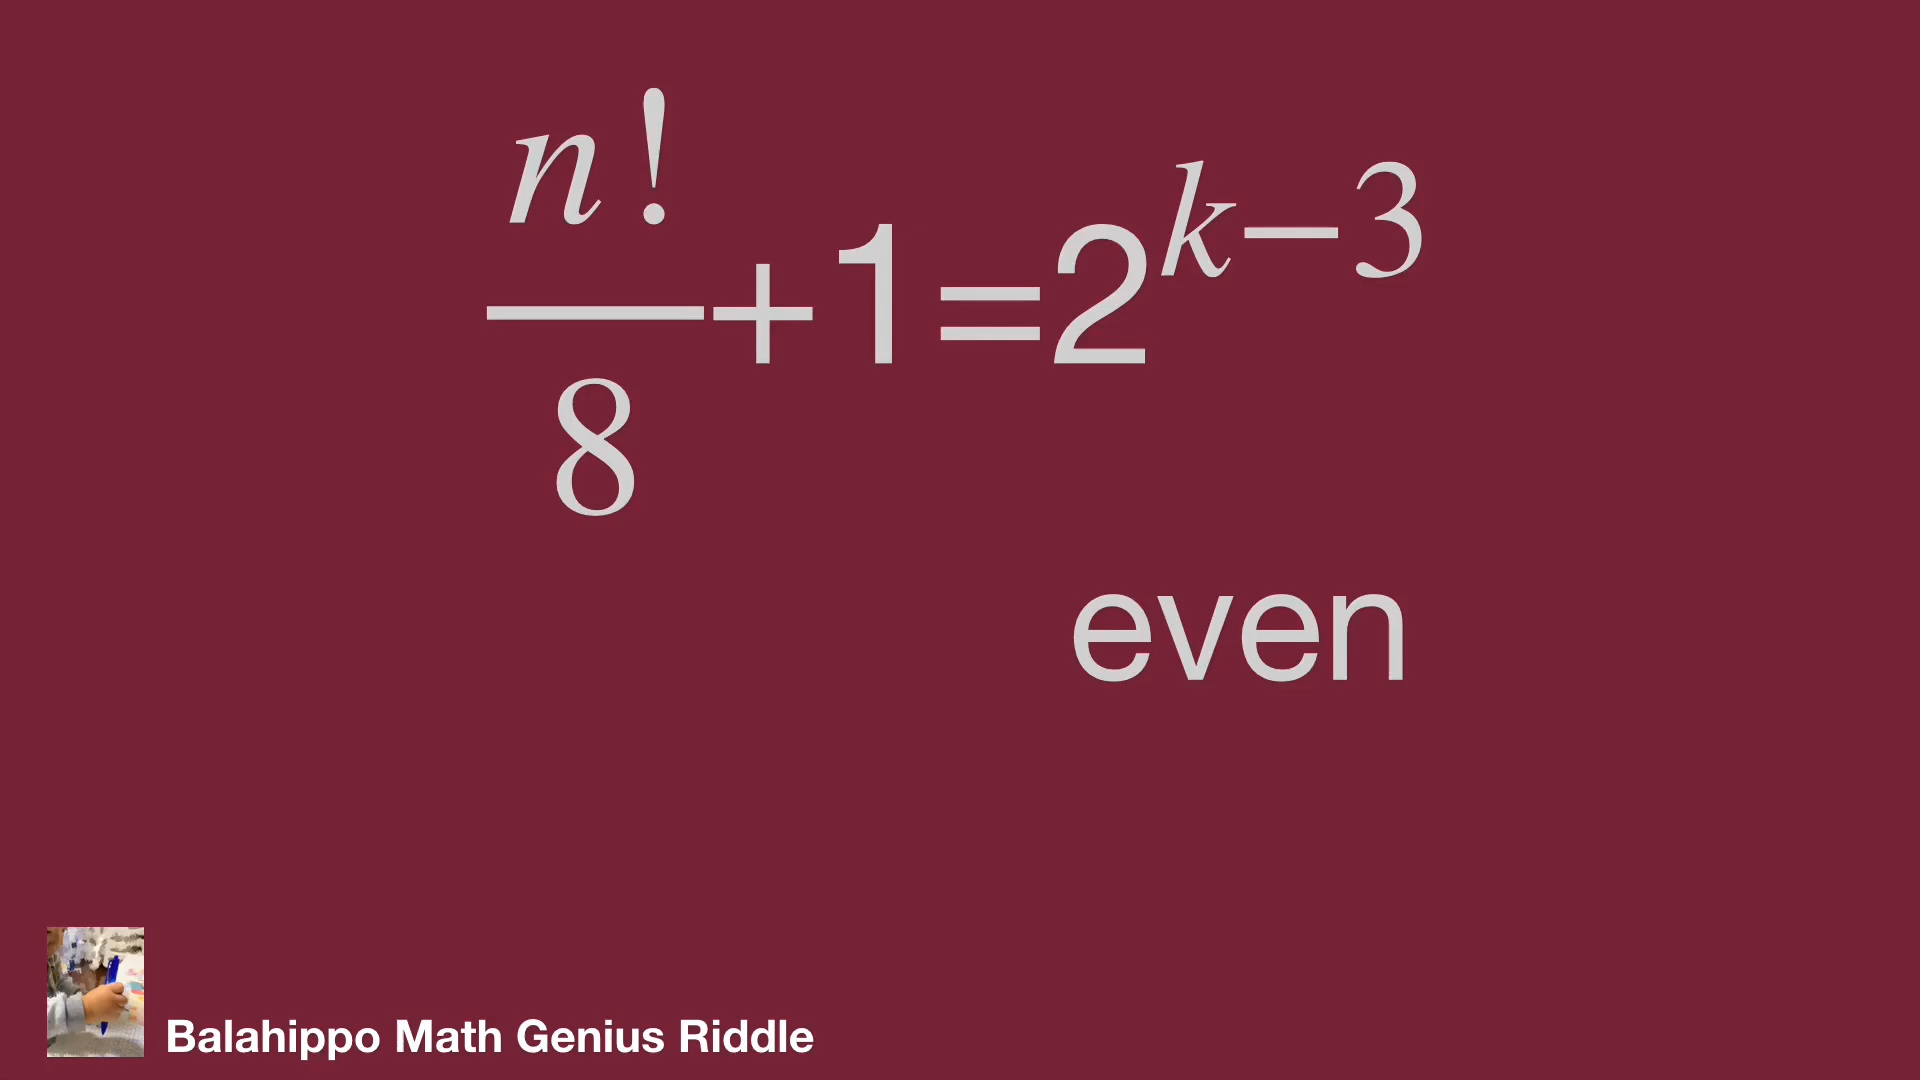 n!/8+1=2^{k−3}
even
Balahippo Math Genius Riddle